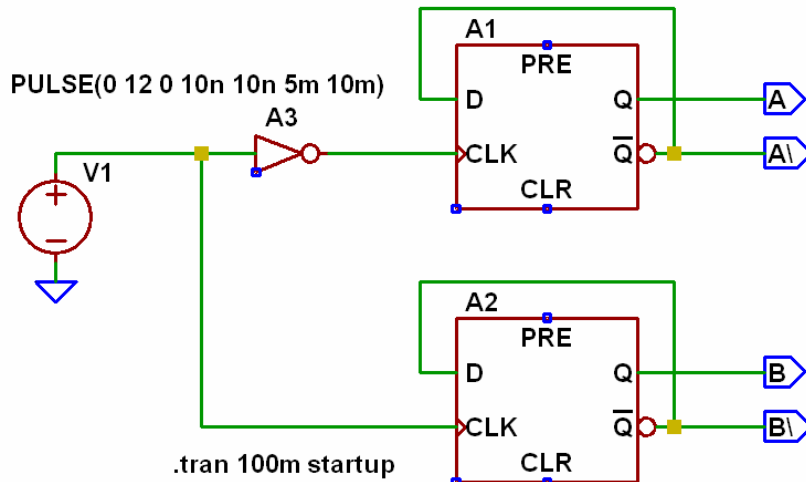 A1
PRE
PULSE(0 12 0 10n 10n 5m 10m)
D
Q
A
A3
CLK
Q
A\
V1
CLR
A2
PRE
D
Q
B
CLK
Q
B\
.tran 100m startup
CLR